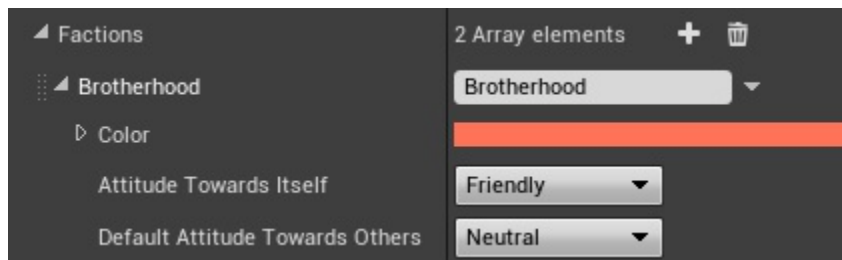 Factions 2 Array elements
Brotherhood Brotherhood
Color
Attitude Towards Itself Friendly
Default Attitude Towards Others Neutral